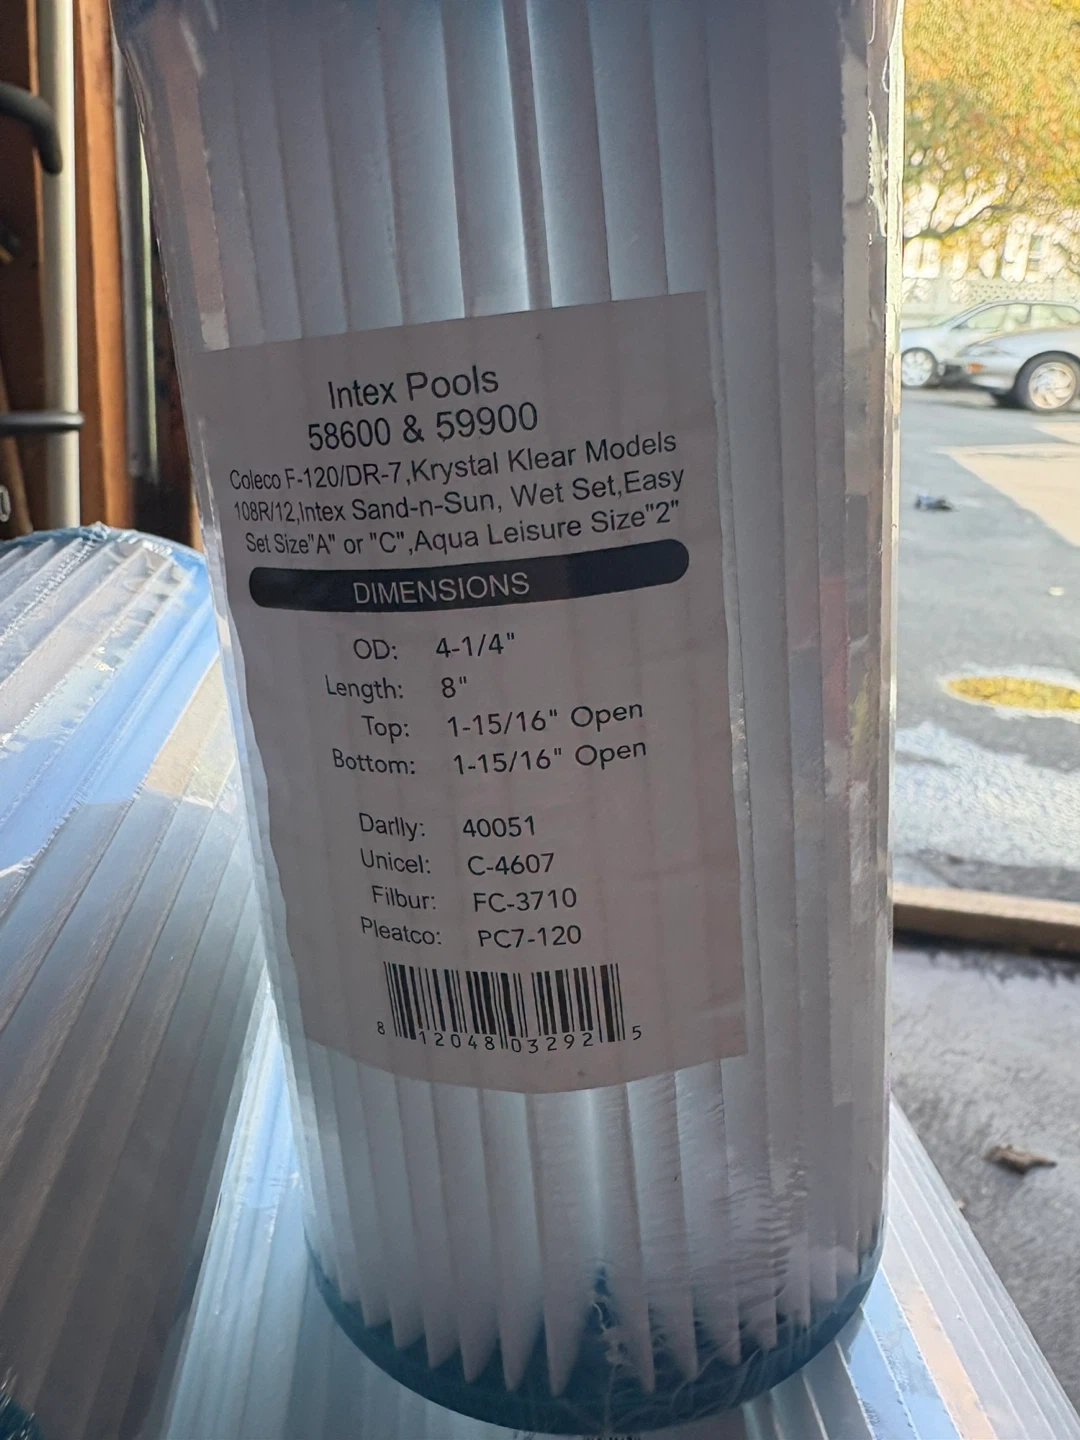 Intex Pools
58600 & 59900
Coleco F-120/DR-7,Krystal Klear Models
108R/12,Intex Sand-n-Sun, Wet Set,Easy
Set Size"A" or "C",Aqua Leisure Size"2"
DIMENSIONS
OD: 4-1/4"
Length: 8"
Top: 1-15/16" Open
Bottom: 1-15/16" Open
Darlly: 40051
Unicel: C-4607
Filbur: FC-3710
Pleatco: PC7-120
8 12048 03292 5